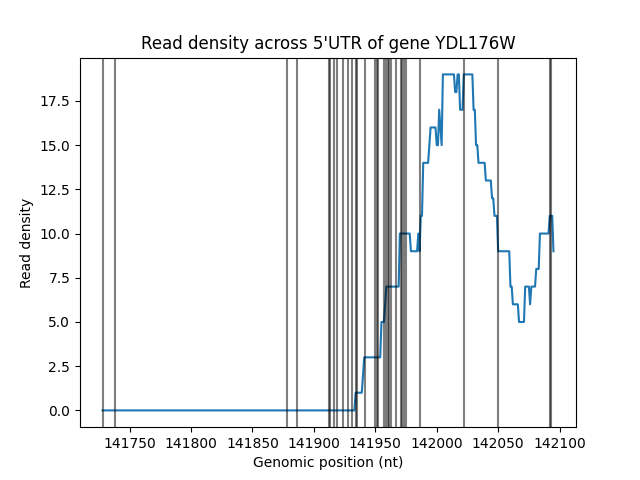 Read density across 5'UTR of gene YDL176W
17.5
15.0
12.5
10.0
7.5
5.0
2.5
0.0
Read density
141750 141800 141850 141900 141950 142000 142050 142100
Genomic position (nt)